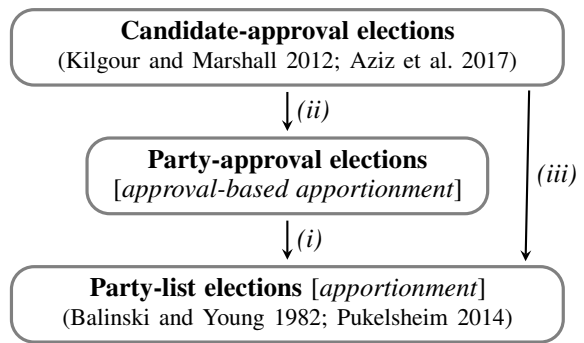 Candidate-approval elections
(Kilgour and Marshall 2012; Aziz et al. 2017)
(ii)
Party-approval elections
[approval-based apportionment]
(iii)
(i)
Party-list elections [apportionment]
(Balinski and Young 1982; Pukelsheim 2014)